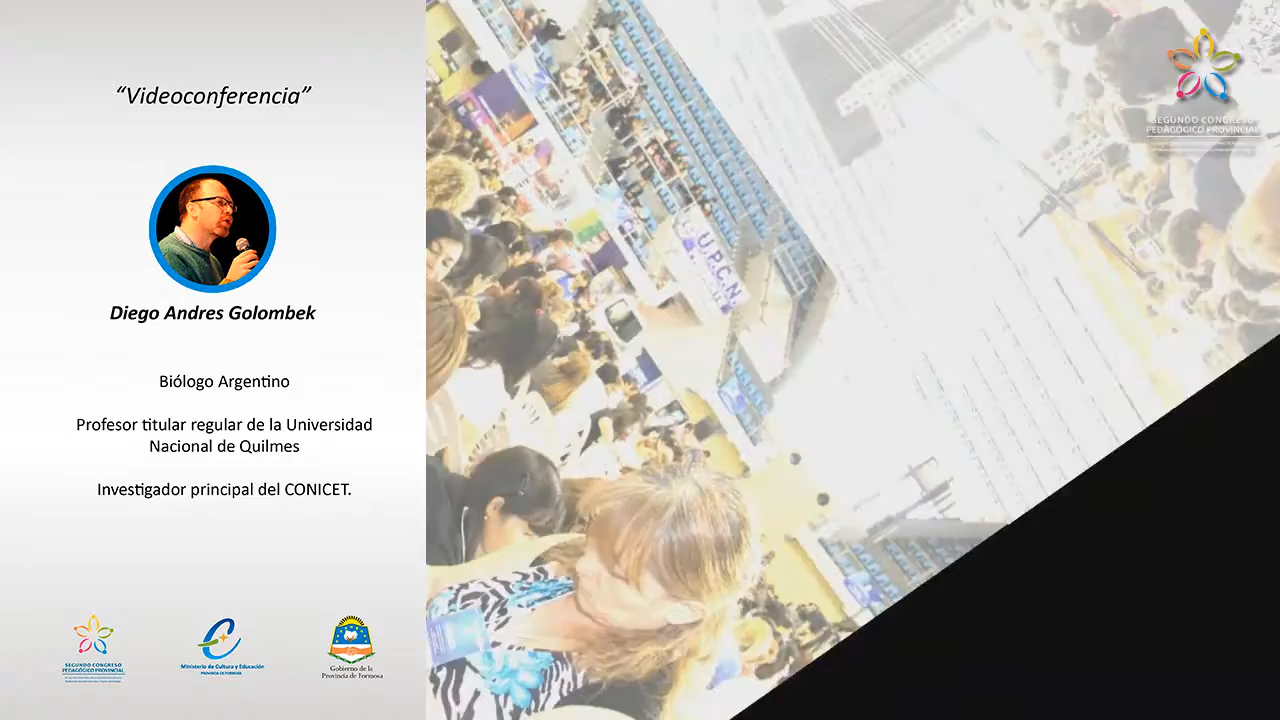 “Videoconferencia”
Diego Andres Golombek
Biólogo Argentino
Profesor titular regular de la Universidad
Nacional de Quilmes
Investigador principal del CONICET.
SEGUNDO CONGRESO
PEDAGÓGICO PROVINCIAL
Ministerio de Cultura y Educación
PROVINCIA DE FORMOSA
Gobierno de la
Provincia de Formosa
U.P.C.N.
SEGUNDO CONGRESO
PEDAGÓGICO PROVINCIAL